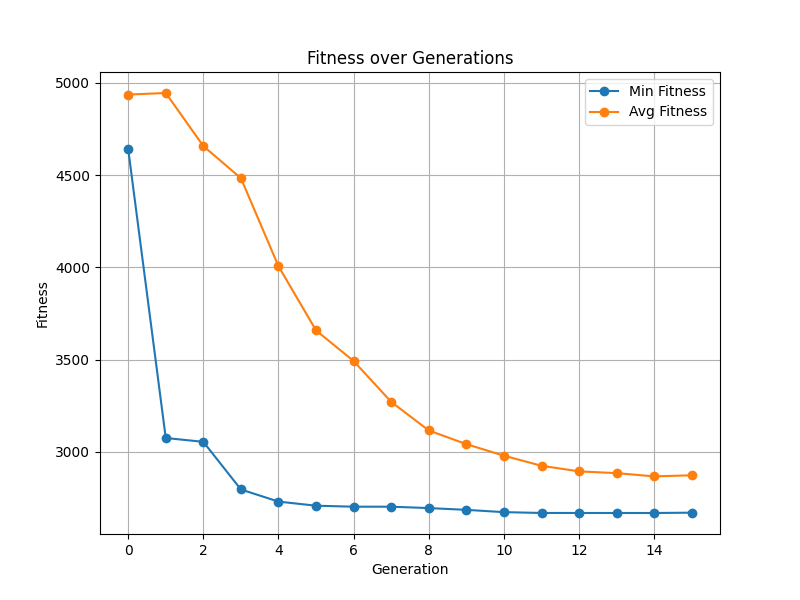 Fitness over Generations
Min Fitness
Avg Fitness
5000
4500
4000
3500
3000
Fitness
0 2 4 6 8 10 12 14
Generation